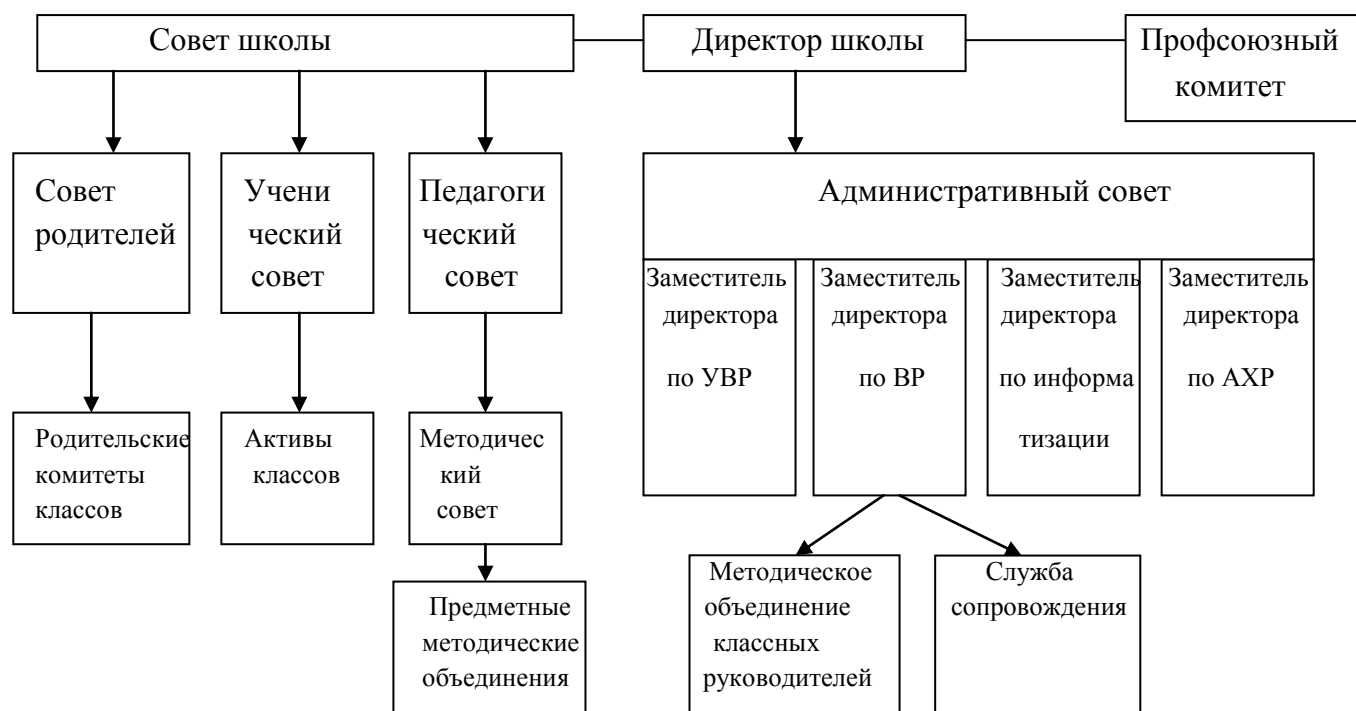 Совет школы
Директор школы
Профсоюзный
комитет
Совет
родителей
Учени
ческий
совет
Педагоги
ческий
совет
Административный совет
Заместитель
директора
по УВР
Заместитель
директора
по ВР
Заместитель
директора
по информа
тизации
Заместитель
директора
по АХР
Родительские
комитеты
классов
Активы
классов
Методичес
кий
совет
Предметные
методические
объединения
Методическое
объединение
классных
руководителей
Служба
сопровождения